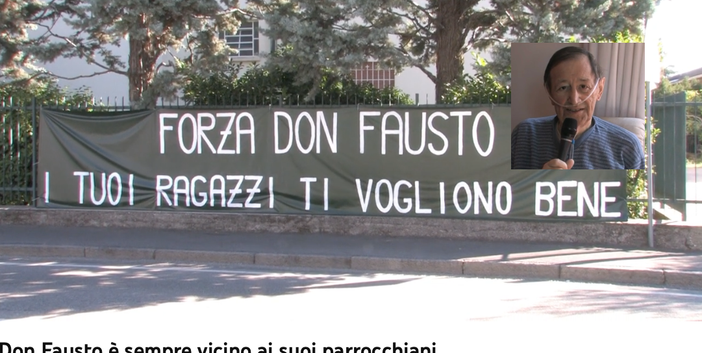 FORZA DON FAUSTO
I TUOI RAGAZZI TI VOGLIONO BENE
Don Fausto è sempre vicino ai suoi parrocchiani